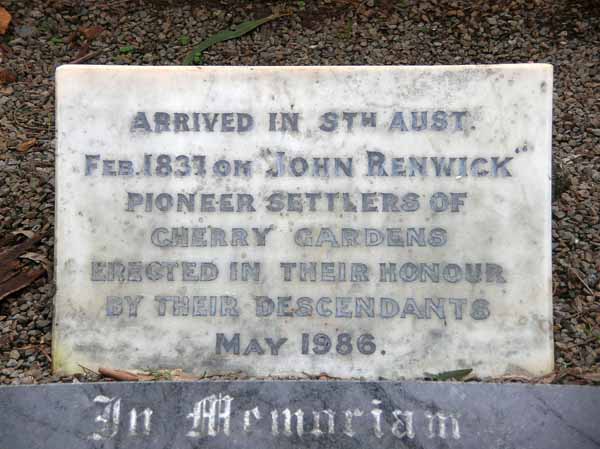 ARRIVED IN STH AUST.
FEB. 1837 ON "JOHN RENWICK"
PIONEER SETTLERS OF
CHERRY GARDENS
ERECTED IN THEIR HONOUR
BY THEIR DESCENDANTS
MAY 1986.
In Memoriam